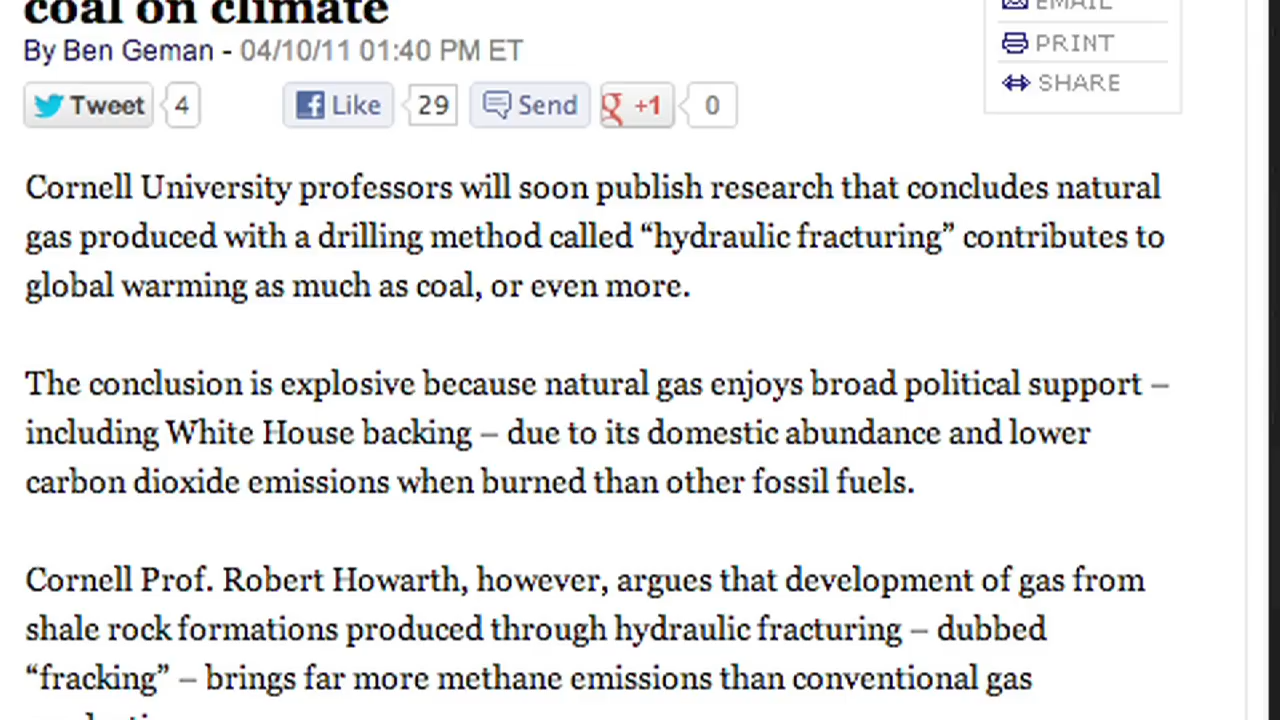 coal on climate
EMAIL
By Ben Geman - 04/10/11 01:40 PM ET
PRINT
SHARE
Tweet 4 Like 29 Send +1 0
Cornell University professors will soon publish research that concludes natural
gas produced with a drilling method called “hydraulic fracturing” contributes to
global warming as much as coal, or even more.
The conclusion is explosive because natural gas enjoys broad political support –
including White House backing – due to its domestic abundance and lower
carbon dioxide emissions when burned than other fossil fuels.
Cornell Prof. Robert Howarth, however, argues that development of gas from
shale rock formations produced through hydraulic fracturing – dubbed
“fracking” – brings far more methane emissions than conventional gas